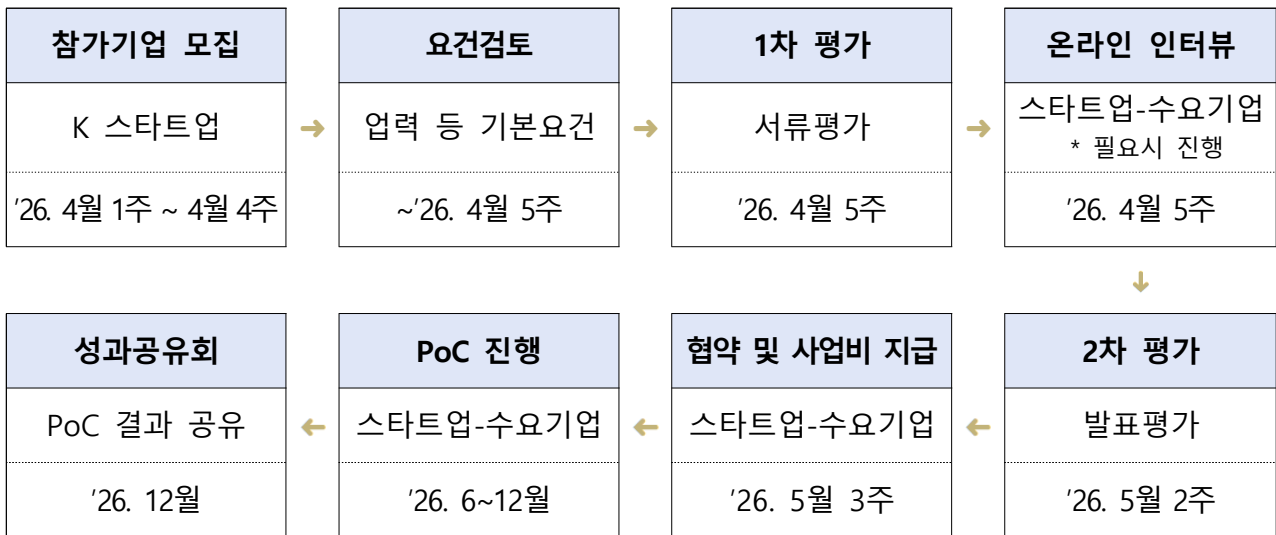 참가기업 모집
K 스타트업
'26. 4월 1주 ~ 4월 4주
요건검토
업력 등 기본요건
~'26. 4월 5주
1차 평가
서류평가
'26. 4월 5주
온라인 인터뷰
스타트업-수요기업
* 필요시 진행
'26. 4월 5주
2차 평가
발표평가
'26. 5월 2주
협약 및 사업비 지급
스타트업-수요기업
'26. 5월 3주
PoC 진행
스타트업-수요기업
'26. 6~12월
성과공유회
PoC 결과 공유
'26. 12월